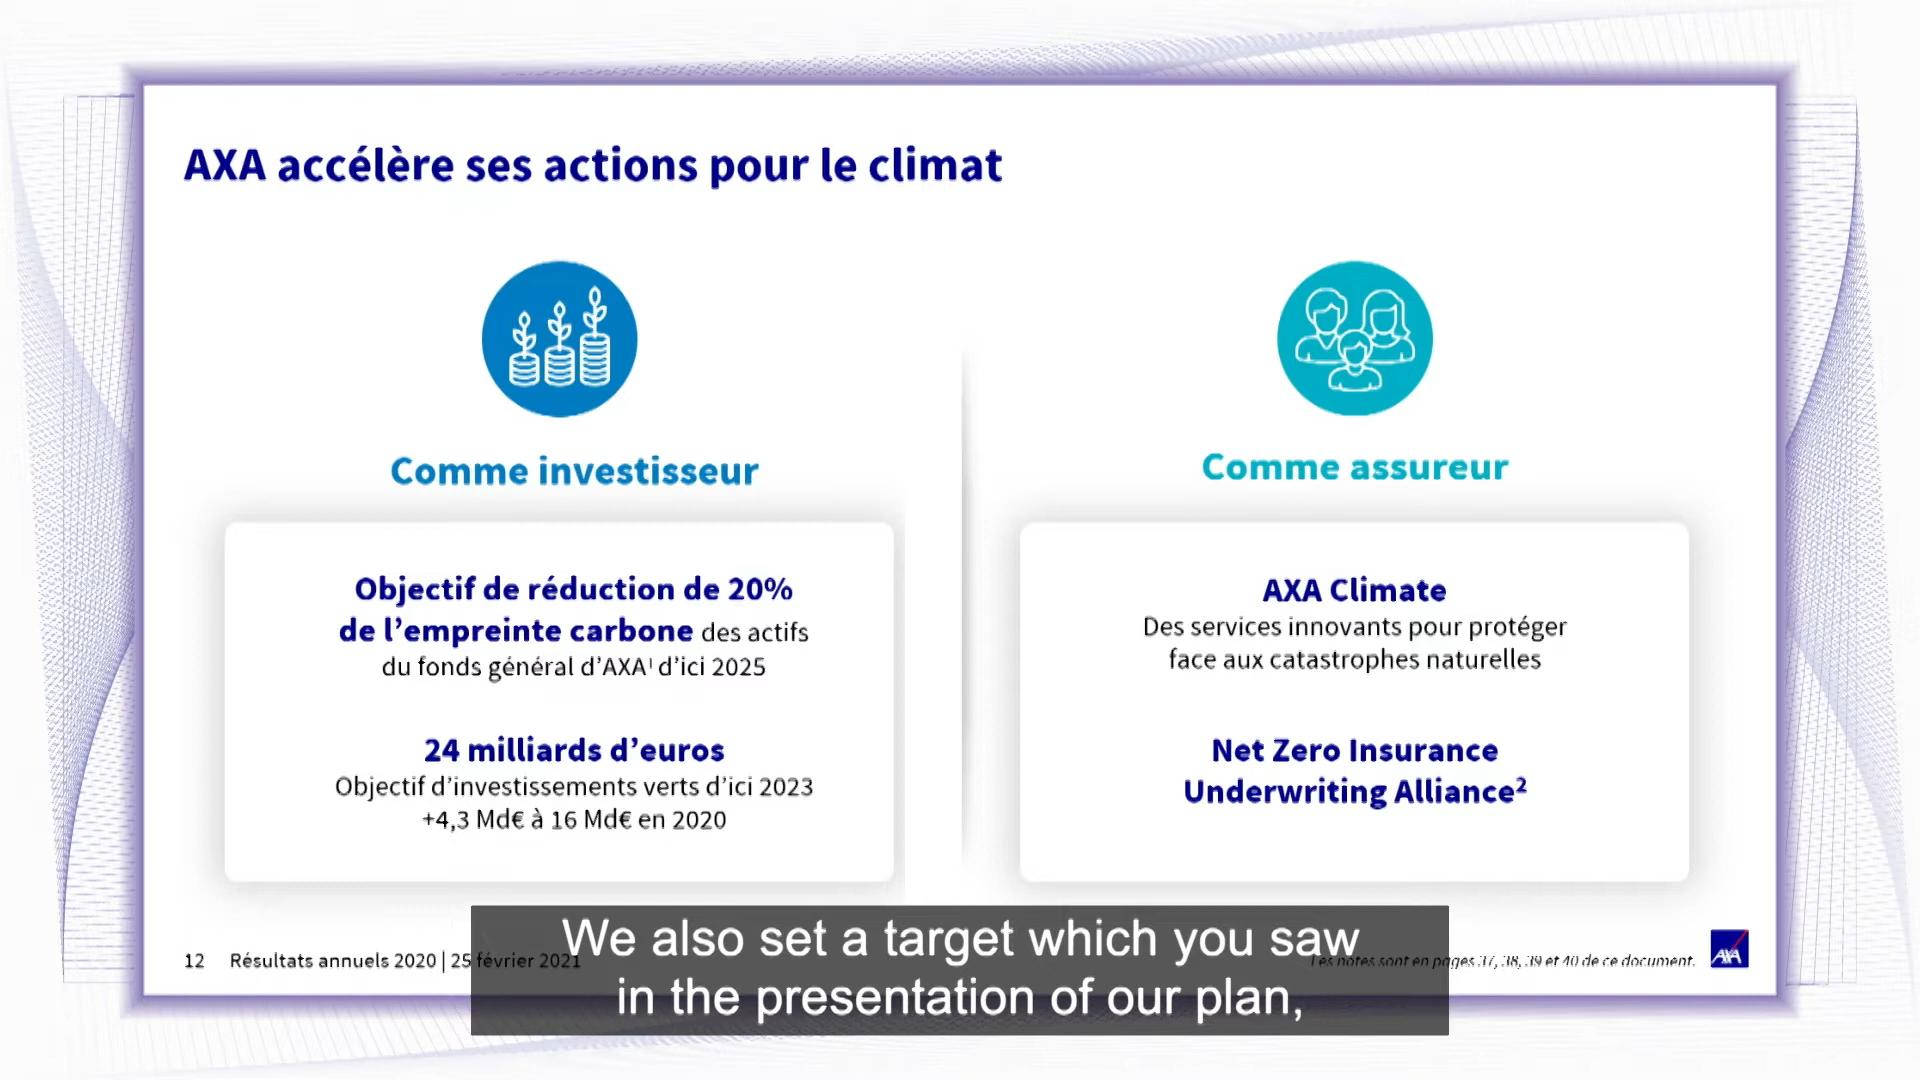 AXA accélère ses actions pour le climat
Comme investisseur
Objectif de réduction de 20%
de l’empreinte carbone des actifs
du fonds général d’AXA¹ d’ici 2025
24 milliards d’euros
Objectif d’investissements verts d’ici 2023
+4,3 Md€ à 16 Md€ en 2020
Comme assureur
AXA Climate
Des services innovants pour protéger
face aux catastrophes naturelles
Net Zero Insurance
Underwriting Alliance²
12 Résultats annuels 2020 | 25 février 2021
Les notes sont en pages 37, 38, 39 et 40 de ce document.
AXA
We also set a target which you saw
in the presentation of our plan,